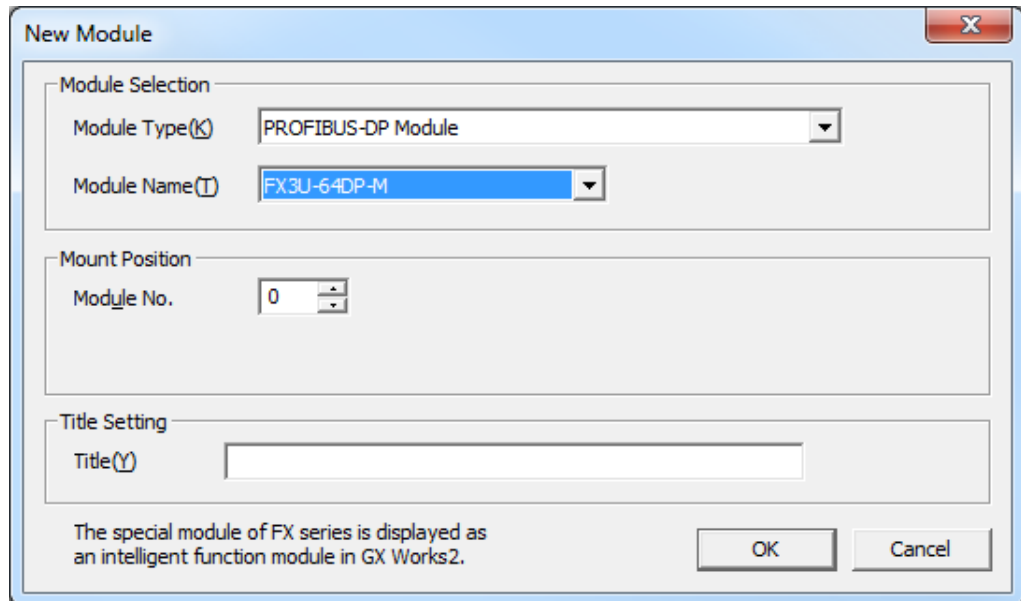 New Module
Module Selection
Module Type(K) PROFIBUS-DP Module
Module Name(T) FX3U-64DP-M
Mount Position
Module No. 0
Title Setting
Title(Y)
The special module of FX series is displayed as
an intelligent function module in GX Works2.
OK Cancel